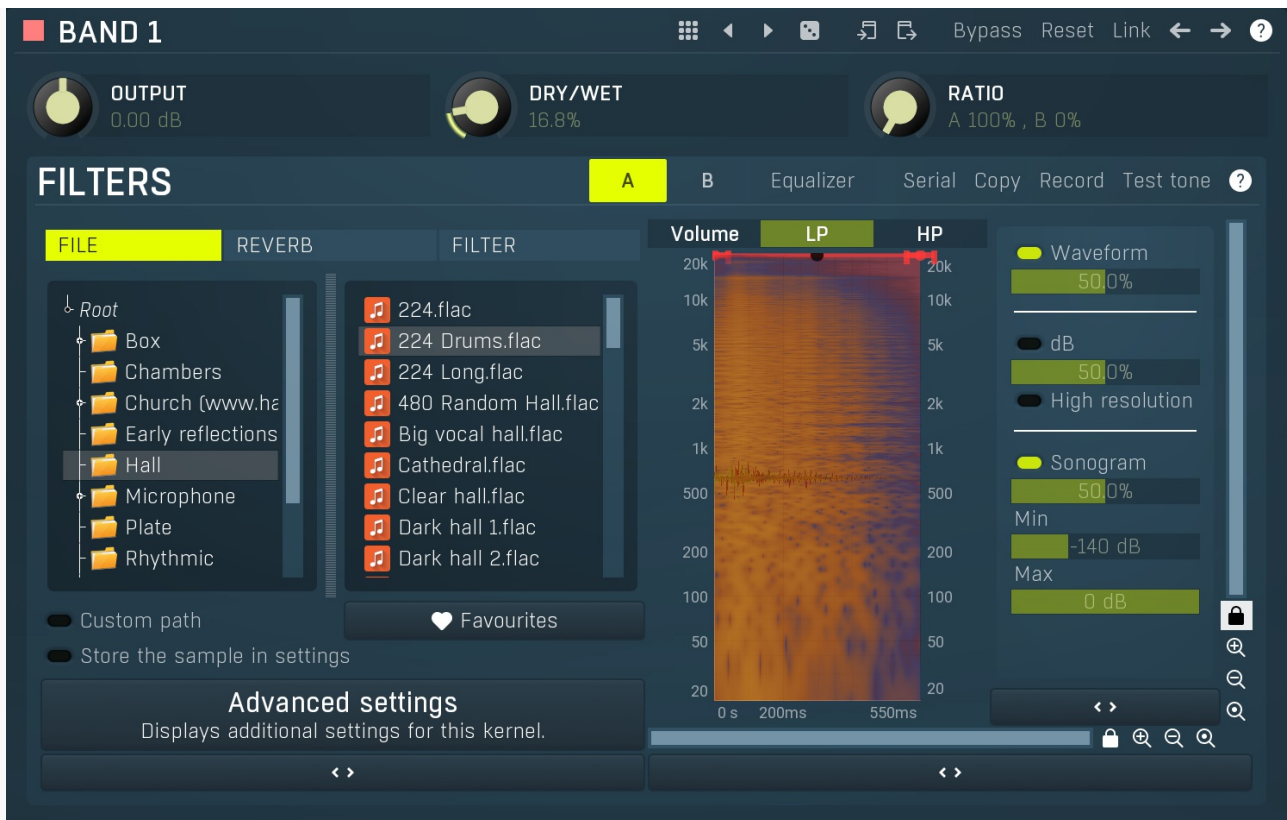 BAND 1
Bypass Reset Link ?
OUTPUT
0.00 dB
DRY/WET
16.8%
RATIO
A 100% , B 0%
FILTERS
A B Equalizer Serial Copy Record Test tone ?
FILE REVERB FILTER
Root
Box
Chambers
Church (www.ha
Early reflections
Hall
Microphone
Plate
Rhythmic
224.flac
224 Drums.flac
224 Long.flac
480 Random Hall.flac
Big vocal hall.flac
Cathedral.flac
Clear hall.flac
Dark hall 1.flac
Dark hall 2.flac
Custom path
Favourites
Store the sample in settings
Advanced settings
Displays additional settings for this kernel.
Volume LP HP
20k 20k
10k 10k
5k 5k
2k 2k
1k 1k
500 500
200 200
100 100
50 50
20 20
0 s 200ms 550ms
Waveform
50.0%
dB
50.0%
High resolution
Sonogram
50.0%
Min
-140 dB
Max
0 dB